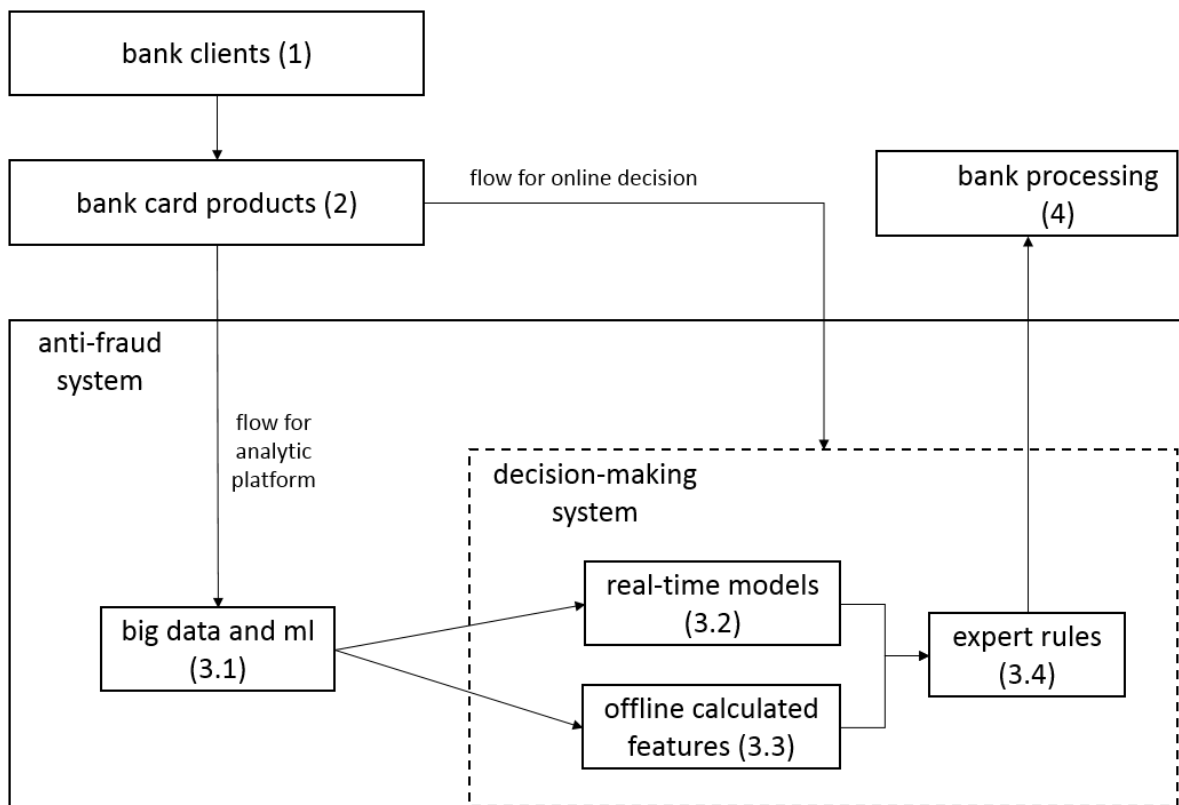 bank clients (1)
bank card products (2)
flow for online decision
bank processing
(4)
anti-fraud
system
flow for
analytic
platform
decision-making
system
real-time models
(3.2)
big data and ml
(3.1)
expert rules
(3.4)
offline calculated
features (3.3)